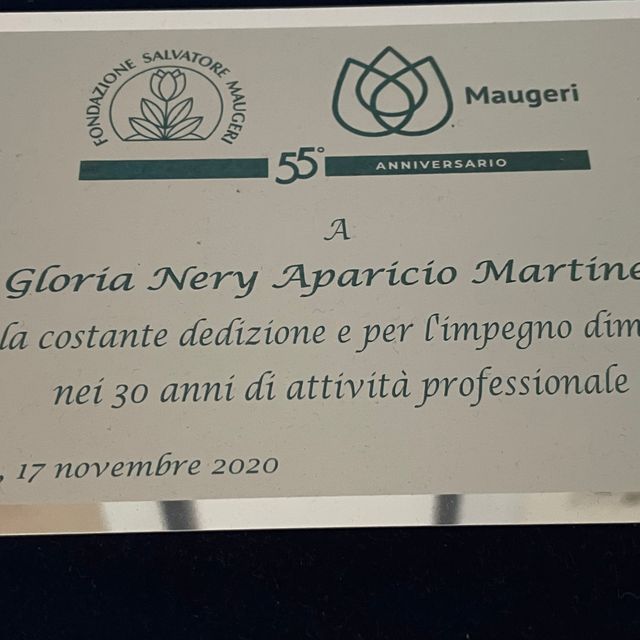 FONDAZIONE SALVATORE MAUGERI
Maugeri
55° ANNIVERSARIO
A
Gloria Nery Aparicio Martine
la costante dedizione e per l'impegno dim
nei 30 anni di attività professionale
, 17 novembre 2020